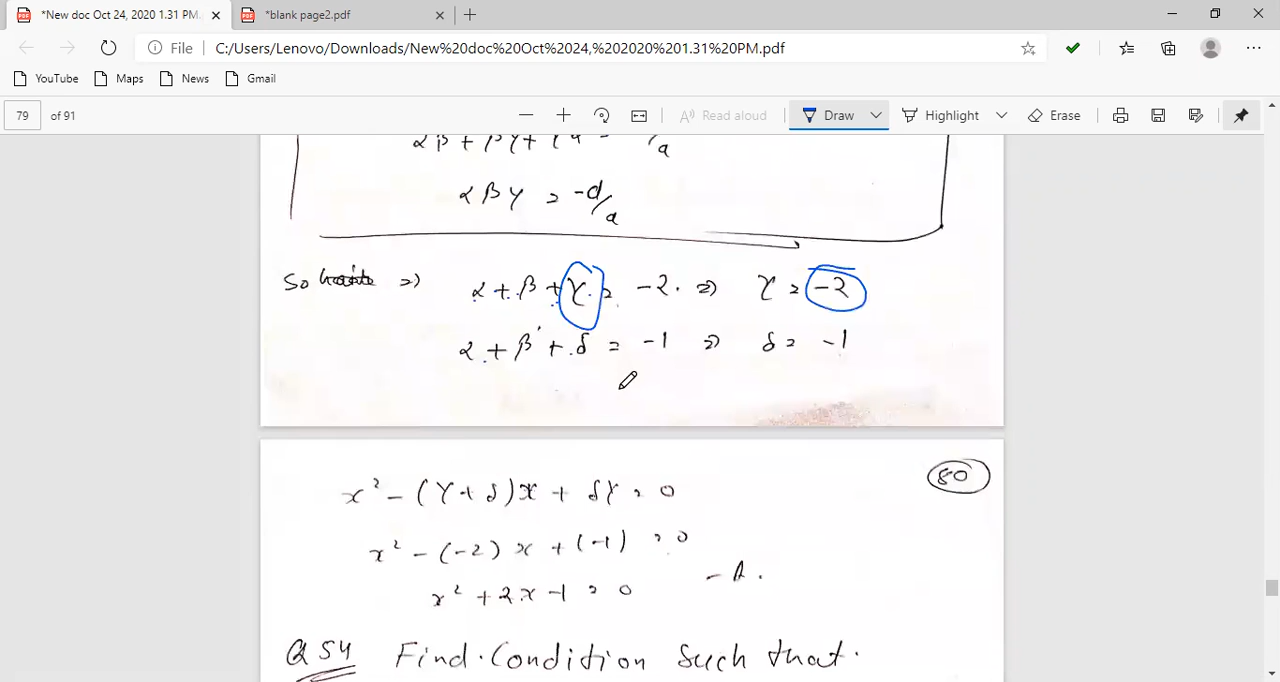 *New doc Oct 24, 2020 1.31 PM.
*blank page2.pdf
File
C:/Users/Lenovo/Downloads/New%20doc%20Oct%2024,%202020%201.31%20PM.pdf
YouTube Maps News Gmail
79 of 91
Read aloud Draw Highlight Erase
αβ + βγ + γα = /a
αβγ = -d/a
So ⇒ α + β + γ = -2. ⇒ γ = -2
α + β + δ = -1 ⇒ δ = -1
80
x² - (γ + δ)x + δγ = 0
x² - (-2)x + (-1) = 0
x² + 2x - 1 = 0 - A.
Q54 Find. Condition Such that.